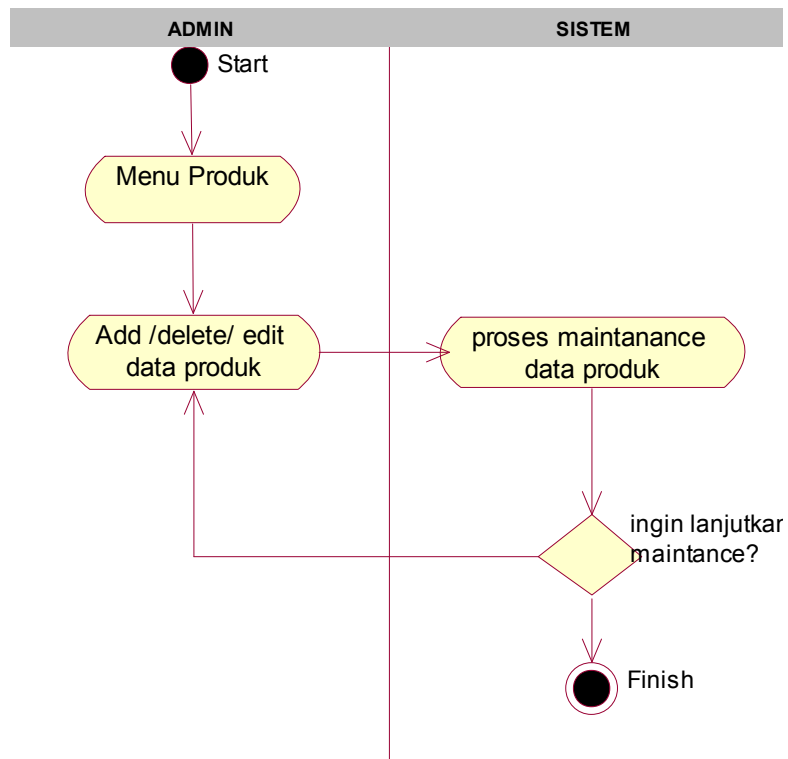 ADMIN
SISTEM
Start
Menu Produk
Add /delete/ edit
data produk
proses maintanance
data produk
ingin lanjutkan
maintance?
Finish